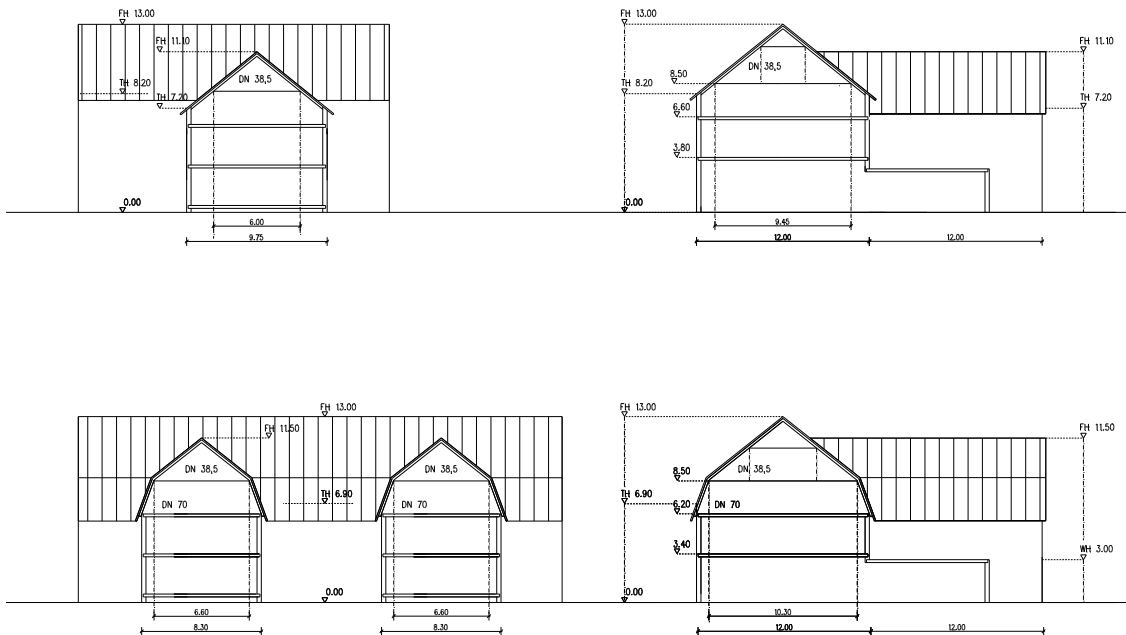 FH 13.00
FH 11.10
DN 38,5
TH 8.20
TH 7.20
0.00
6.00
9.75
FH 13.00
FH 11.10
DN 38,5
8.50
TH 8.20
TH 7.20
6.60
3.80
0.00
9.45
12.00
12.00
FH 13.00
FH 11.50
DN 38,5
DN 38,5
TH 6.90
DN 70
DN 70
0.00
6.60
6.60
8.30
8.30
FH 13.00
FH 11.50
DN 38,5
8.50
TH 6.90
6.20
DN 70
3.40
WH 3.00
0.00
10.30
12.00
12.00